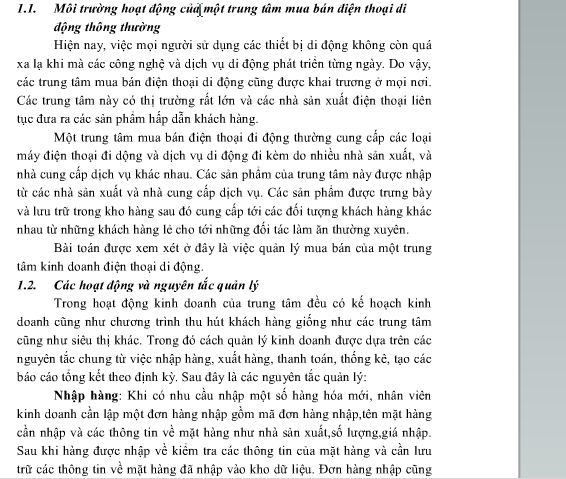 1.1. Môi trường hoạt động của một trung tâm mua bán điện thoại di
động thông thường
Hiện nay, việc mọi người sử dụng các thiết bị di động không còn quá
xa lạ khi mà các công nghệ và dịch vụ di động phát triển từng ngày. Do vậy,
các trung tâm mua bán điện thoại di động cũng được khai trương ở mọi nơi.
Các trung tâm này có thị trường rất lớn và các nhà sản xuất điện thoại liên
tục đưa ra các sản phẩm hấp dẫn khách hàng.
Một trung tâm mua bán điện thoại đi động thường cung cấp các loại
máy điện thoại đi dộng và dịch vụ di động đi kèm do nhiều nhà sản xuất, và
nhà cung cấp dịch vụ khác nhau. Các sản phẩm của trung tâm này được nhập
từ các nhà sản xuất và nhà cung cấp dịch vụ. Các sản phẩm được trưng bày
và lưu trữ trong kho hàng sau đó cung cấp tới các đối tượng khách hàng khác
nhau từ những khách hàng lẻ cho tới những đối tác làm ăn thường xuyên.
Bài toán được xem xét ở đây là việc quản lý mua bán của một trung
tâm kinh doanh điện thoại di động.
1.2. Các hoạt động và nguyên tắc quản lý
Trong hoạt động kinh doanh của trung tâm đều có kế hoạch kinh
doanh cũng như chương trình thu hút khách hàng giống như các trung tâm
cũng như siêu thị khác. Trong đó cách quản lý kinh doanh được dựa trên các
nguyên tắc chung từ việc nhập hàng, xuất hàng, thanh toán, thống kê, tạo các
báo cáo tổng kết theo định kỳ. Sau đây là các nguyên tắc quản lý:
Nhập hàng: Khi có nhu cầu nhập một số hàng hóa mới, nhân viên
kinh doanh cần lập một đơn hàng nhập gồm mã đơn hàng nhập,tên mặt hàng
cần nhập và các thông tin về mặt hàng như nhà sản xuất,số lượng,giá nhập.
Sau khi hàng được nhập về kiểm tra các thông tin của mặt hàng và cần lưu
trữ các thông tin về mặt hàng đã nhập vào kho dữ liệu. Đơn hàng nhập cũng